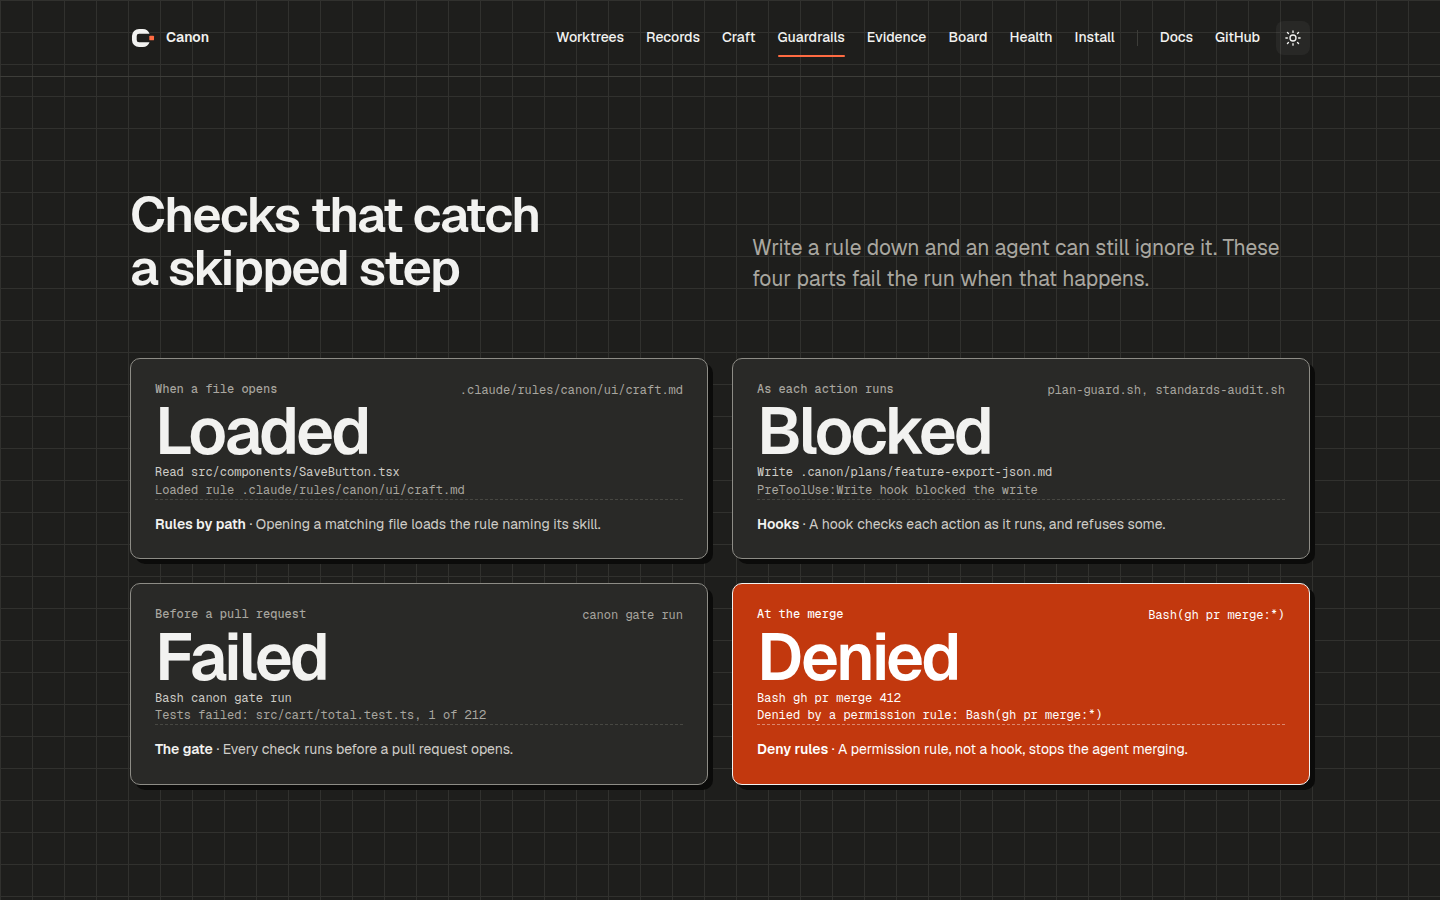 Canon
Worktrees Records Craft Guardrails Evidence Board Health Install Docs GitHub
Checks that catch
a skipped step
Write a rule down and an agent can still ignore it. These
four parts fail the run when that happens.
When a file opens
.claude/rules/canon/ui/craft.md
Loaded
Read src/components/SaveButton.tsx
Loaded rule .claude/rules/canon/ui/craft.md
Rules by path · Opening a matching file loads the rule naming its skill.
As each action runs
plan-guard.sh, standards-audit.sh
Blocked
Write .canon/plans/feature-export-json.md
PreToolUse:Write hook blocked the write
Hooks · A hook checks each action as it runs, and refuses some.
Before a pull request
canon gate run
Failed
Bash canon gate run
Tests failed: src/cart/total.test.ts, 1 of 212
The gate · Every check runs before a pull request opens.
At the merge
Bash(gh pr merge:*)
Denied
Bash gh pr merge 412
Denied by a permission rule: Bash(gh pr merge:*)
Deny rules · A permission rule, not a hook, stops the agent merging.